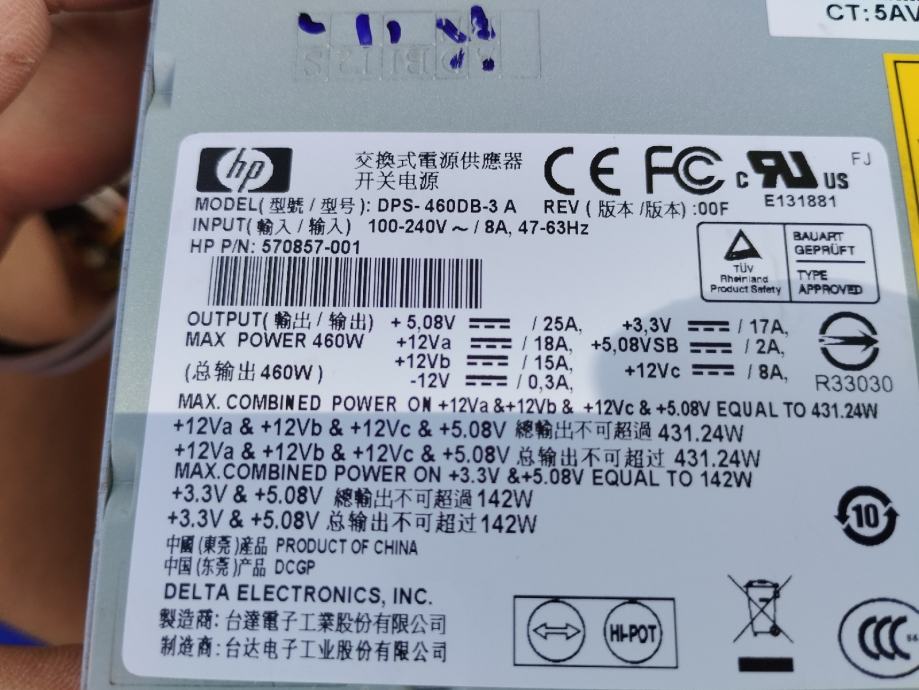 CT: 5AV
hp
交換式電源供應器
开关电源
CE FC c RU US
FJ
E131881
MODEL(型號/型号): DPS-460DB-3 A REV(版本/版本):00F
INPUT(輸入/输入) 100-240V~/8A, 47-63Hz
HP P/N: 570857-001
TÜV
Rheinland
Product Safety
BAUART
GEPRÜFT
TYPE
APPROVED
OUTPUT(輸出/输出) +5,08V /25A, +3,3V /17A,
MAX POWER 460W +12Va /18A, +5,08VSB /2A,
+12Vb /15A, +12Vc /8A,
(总输出460W) -12V /0,3A,
R33030
MAX. COMBINED POWER ON +12Va &+12Vb & +12Vc & +5.08V EQUAL TO 431.24W
+12Va & +12Vb & +12Vc & +5.08V 總輸出不可超過 431.24W
+12Va & +12Vb & +12Vc & +5.08V 总输出不可超过 431.24W
MAX.COMBINED POWER ON +3.3V &+5.08V EQUAL TO 142W
+3.3V & +5.08V 總輸出不可超過142W
+3.3V & +5.08V 总输出不可超过142W
10
中國(東莞)產品 PRODUCT OF CHINA
中国(东莞)产品 DCGP
DELTA ELECTRONICS, INC.
製造商: 台達電子工業股份有限公司
制造商: 台达电子工业股份有限公司
HI-POT
CCC